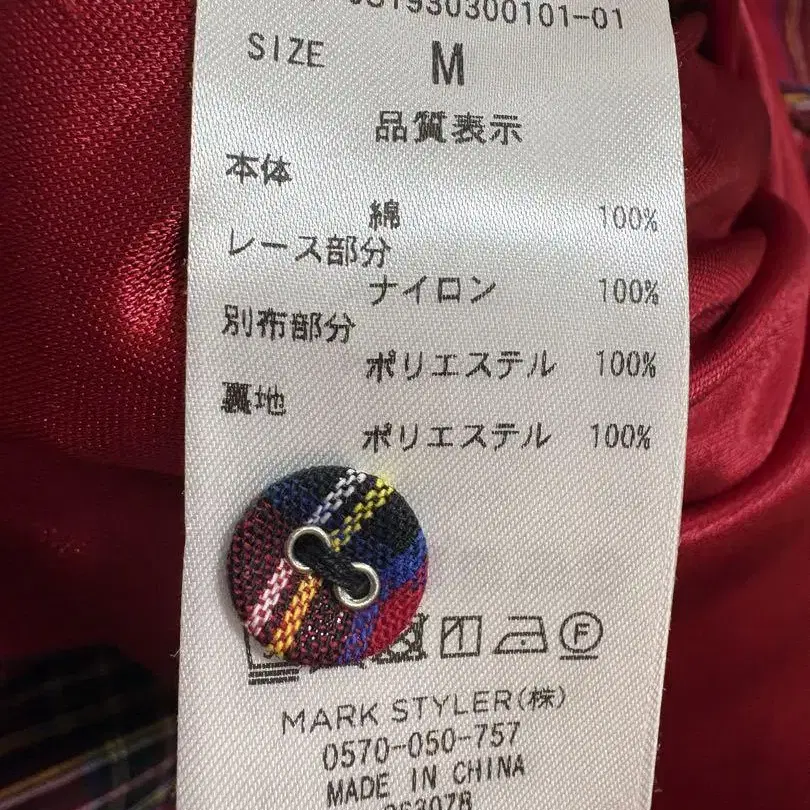 81930300101-01
SIZE M
品質表示
本体
綿 100%
レース部分
ナイロン 100%
別布部分
ポリエステル 100%
裏地
ポリエステル 100%
F
MARK STYLER(株)
0570-050-757
MADE IN CHINA